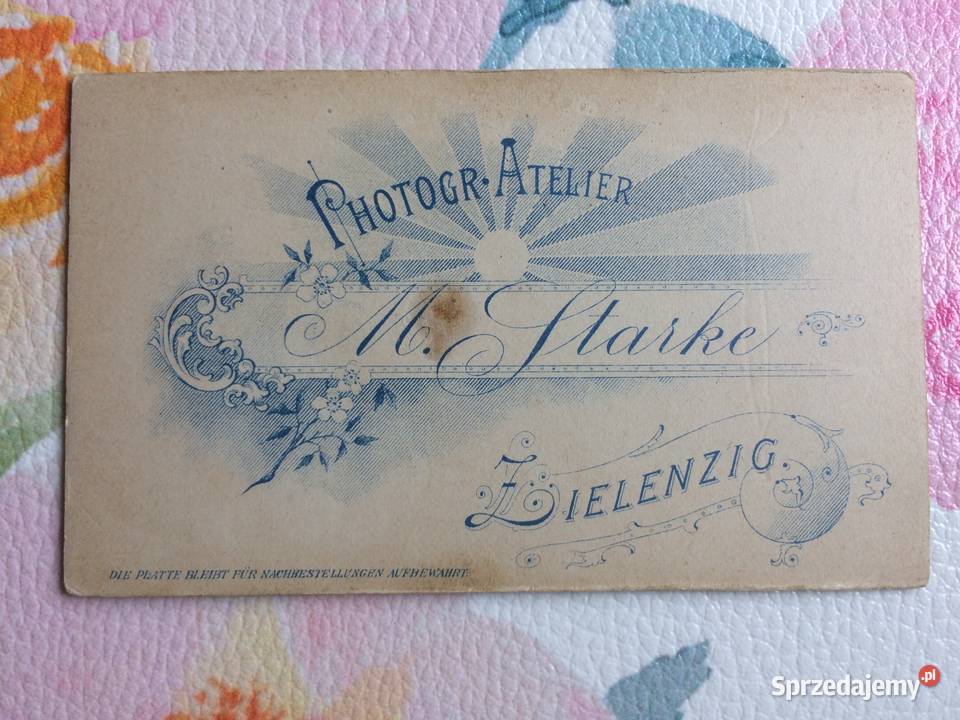 PHOTOGR. ATELIER
M. Starke
ZIELENZIG.
DIE PLATTE BLEIBT FÜR NACHBESTELLUNGEN AUFBEWAHRT.
Sprzedajemy.pl